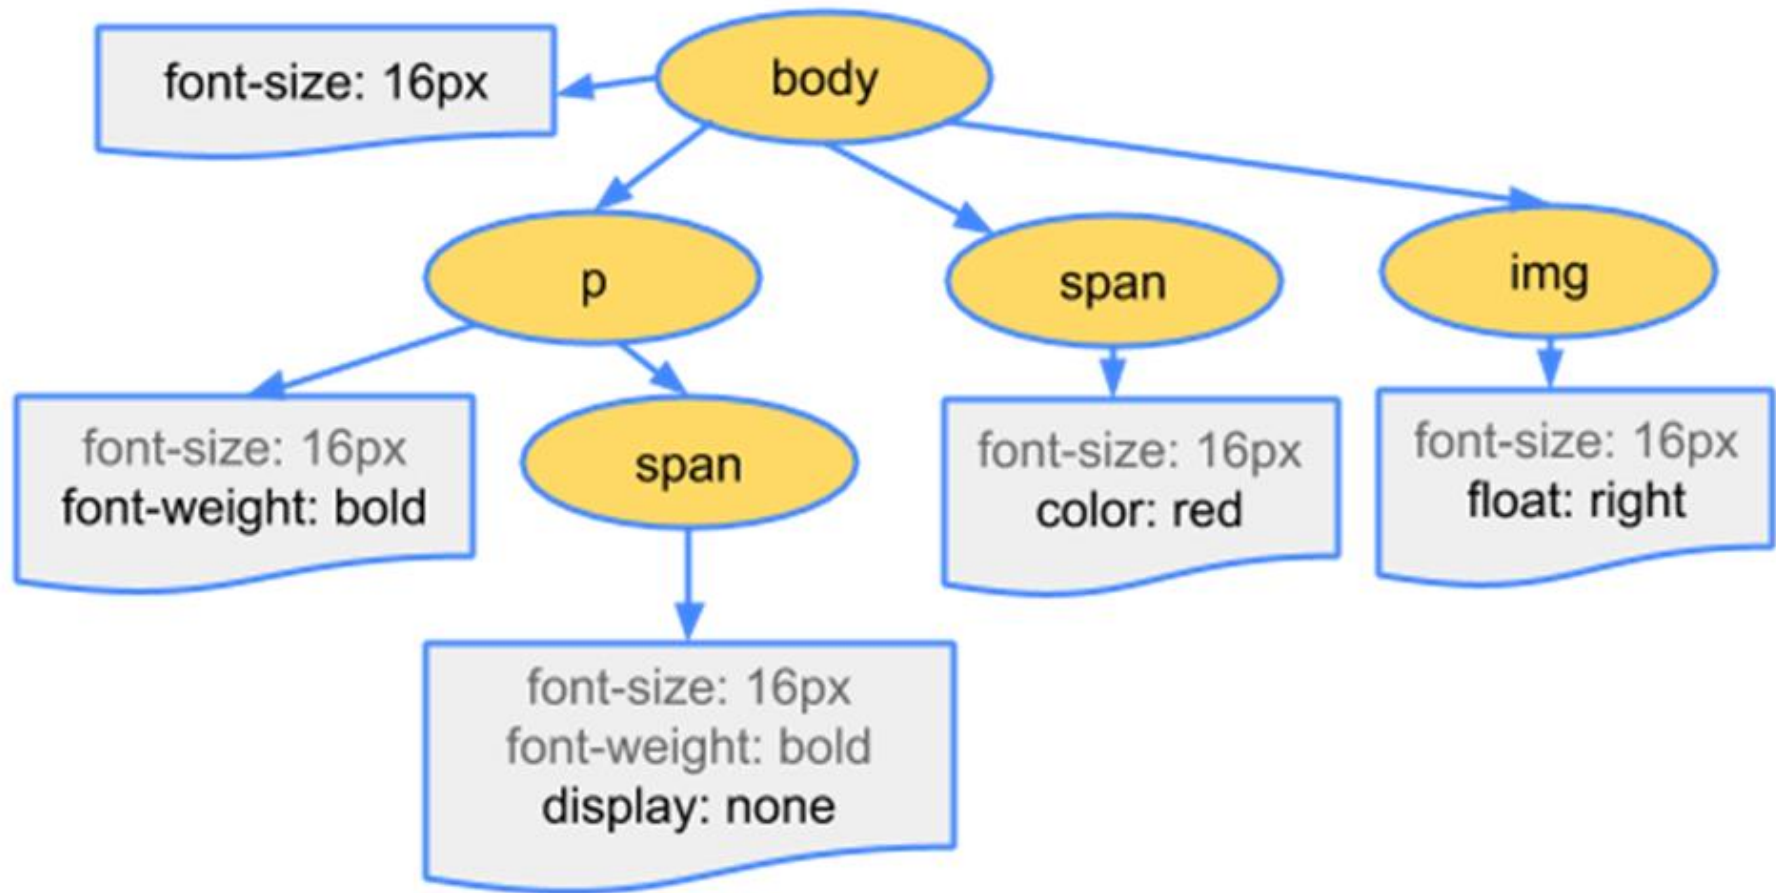 font-size: 16px
body
p
span
img
font-size: 16px
font-weight: bold
span
font-size: 16px
color: red
font-size: 16px
float: right
font-size: 16px
font-weight: bold
display: none